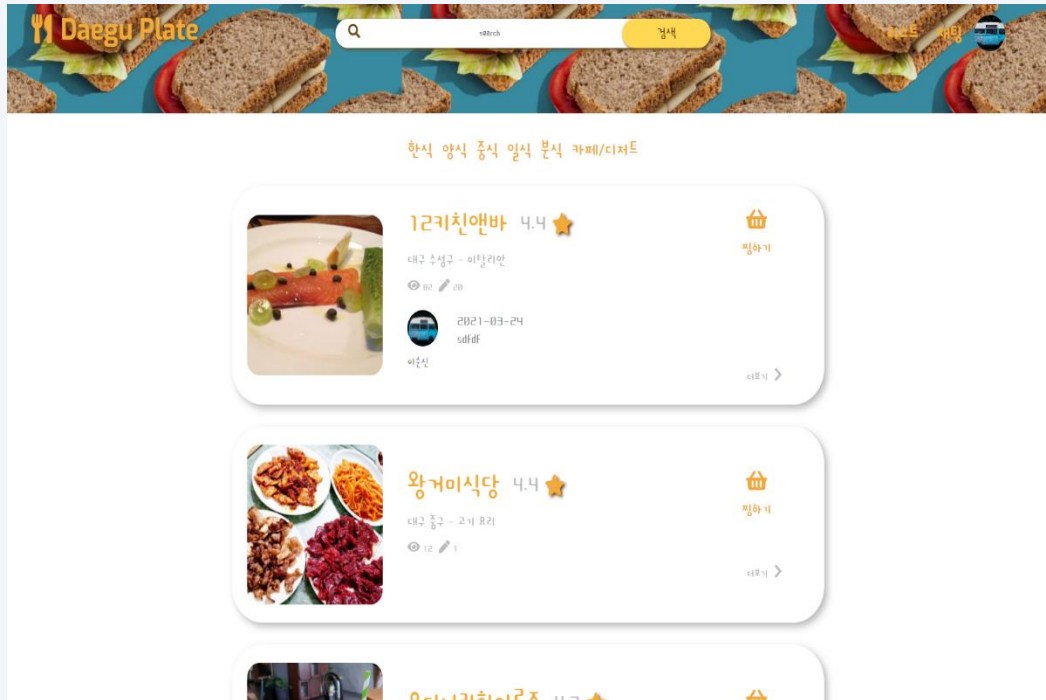 Daegu Plate
search
검색
리스트 채팅
한식 양식 중식 일식 분식 카페/디저트
12키친앤바 4.4
찜하기
대구 수성구 - 이탈리안
82 28
2021-03-24
sdfdf
이순신
더보기
왕거미식당 4.4
찜하기
대구 중구 - 고기 요리
12 1
더보기